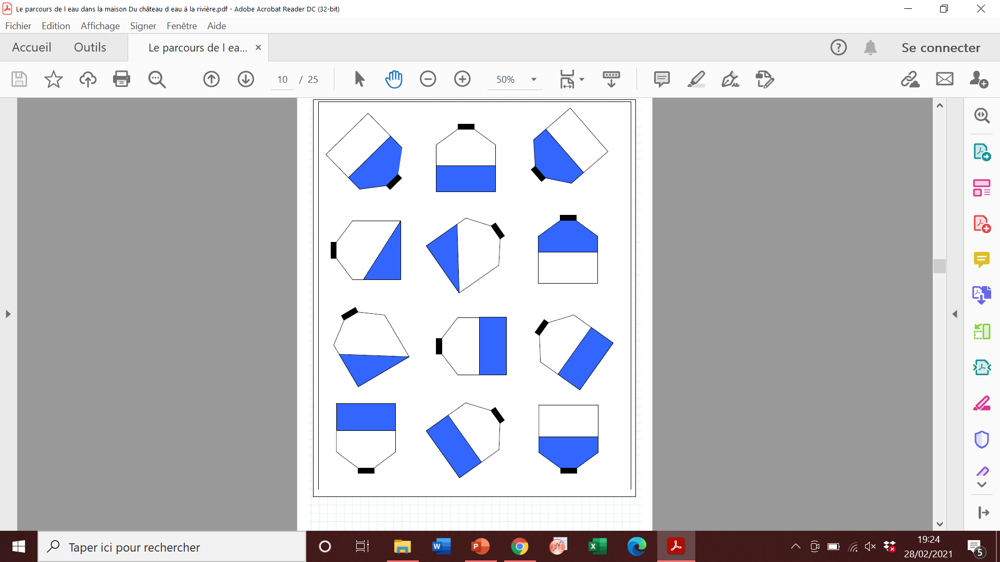 Le parcours de l eau dans la maison Du château d eau à la rivière.pdf - Adobe Acrobat Reader DC (32-bit)
Fichier Edition Affichage Signer Fenêtre Aide
Accueil Outils Le parcours de l ea... × Se connecter
10 / 25 50%
Taper ici pour rechercher
19:24
28/02/2021
5